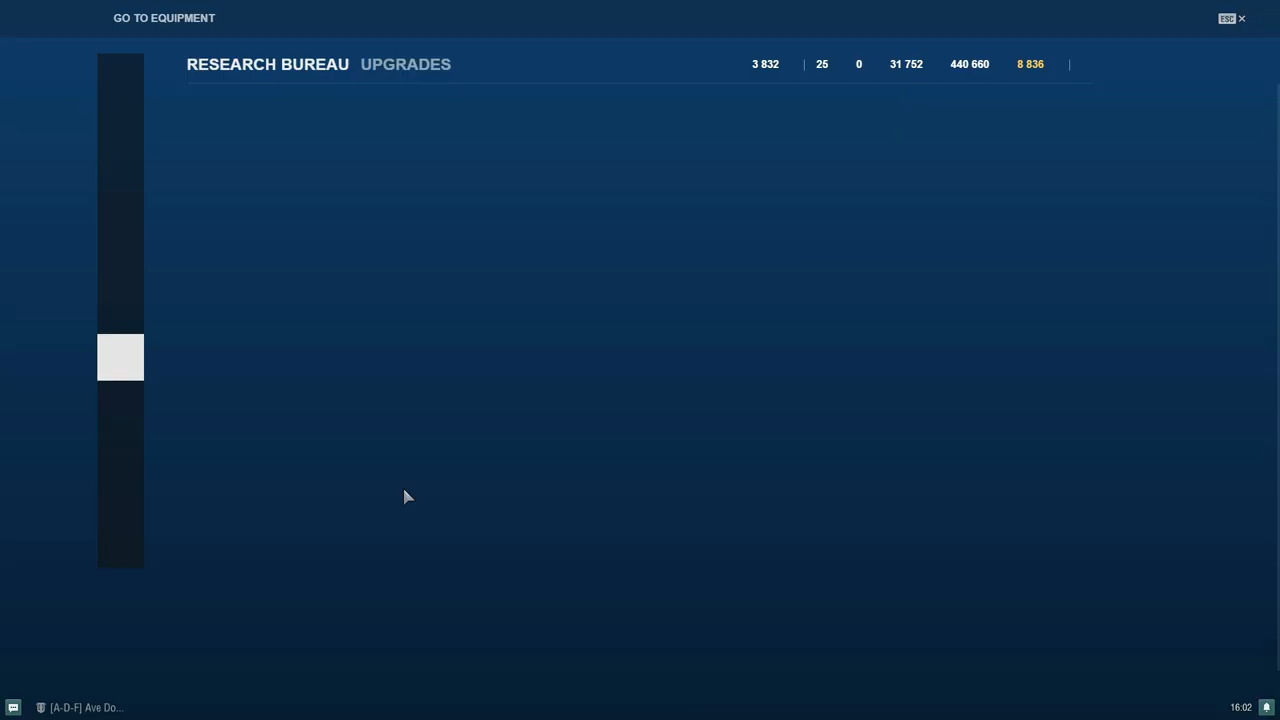 GO TO EQUIPMENT
ESC ×
RESEARCH BUREAU UPGRADES 3 832 | 25 0 31 752 440 660 8 836 |
[A-D-F] Ave Do... 16:02